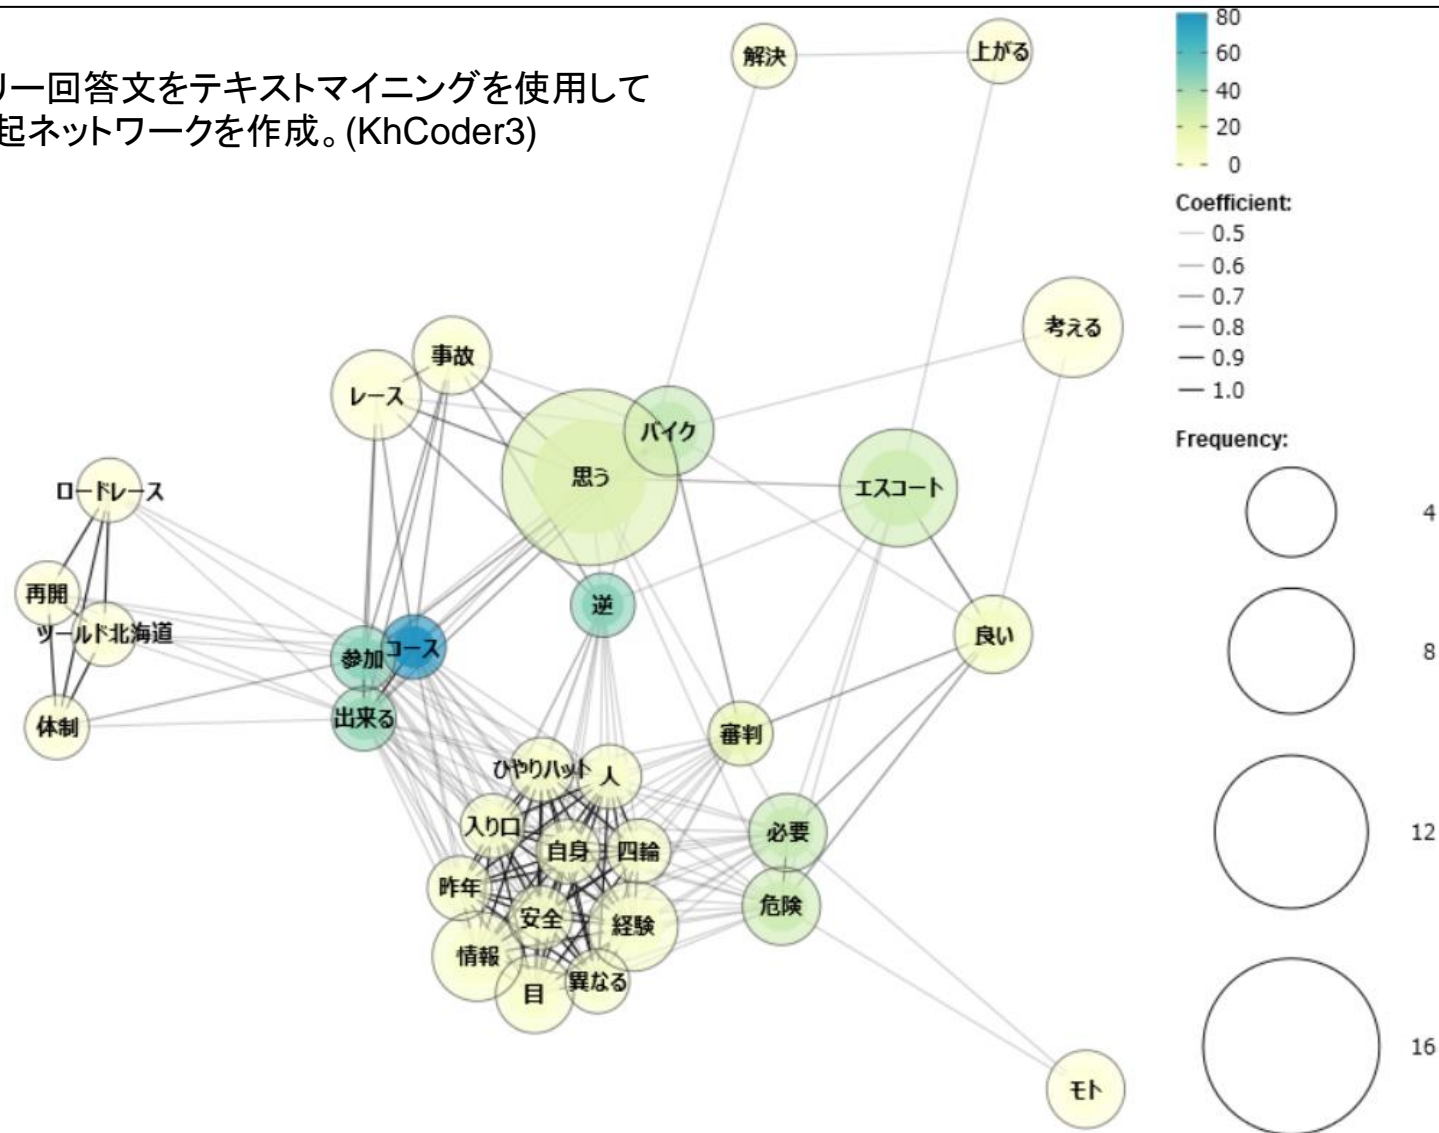 リー回答文をテキストマイニングを使用して
起ネットワークを作成。(KhCoder3)
解決
上がる
考える
事故
レース
バイク
思う
エスコート
ロードレース
再開
ツールド北海道
体制
参加
コース
出来る
逆
良い
審判
ひやりハット
人
入り口
自身
四輪
必要
昨年
安全
経験
危険
情報
目
異なる
モト
80
60
40
20
0
Coefficient:
0.5
0.6
0.7
0.8
0.9
1.0
Frequency:
4
8
12
16